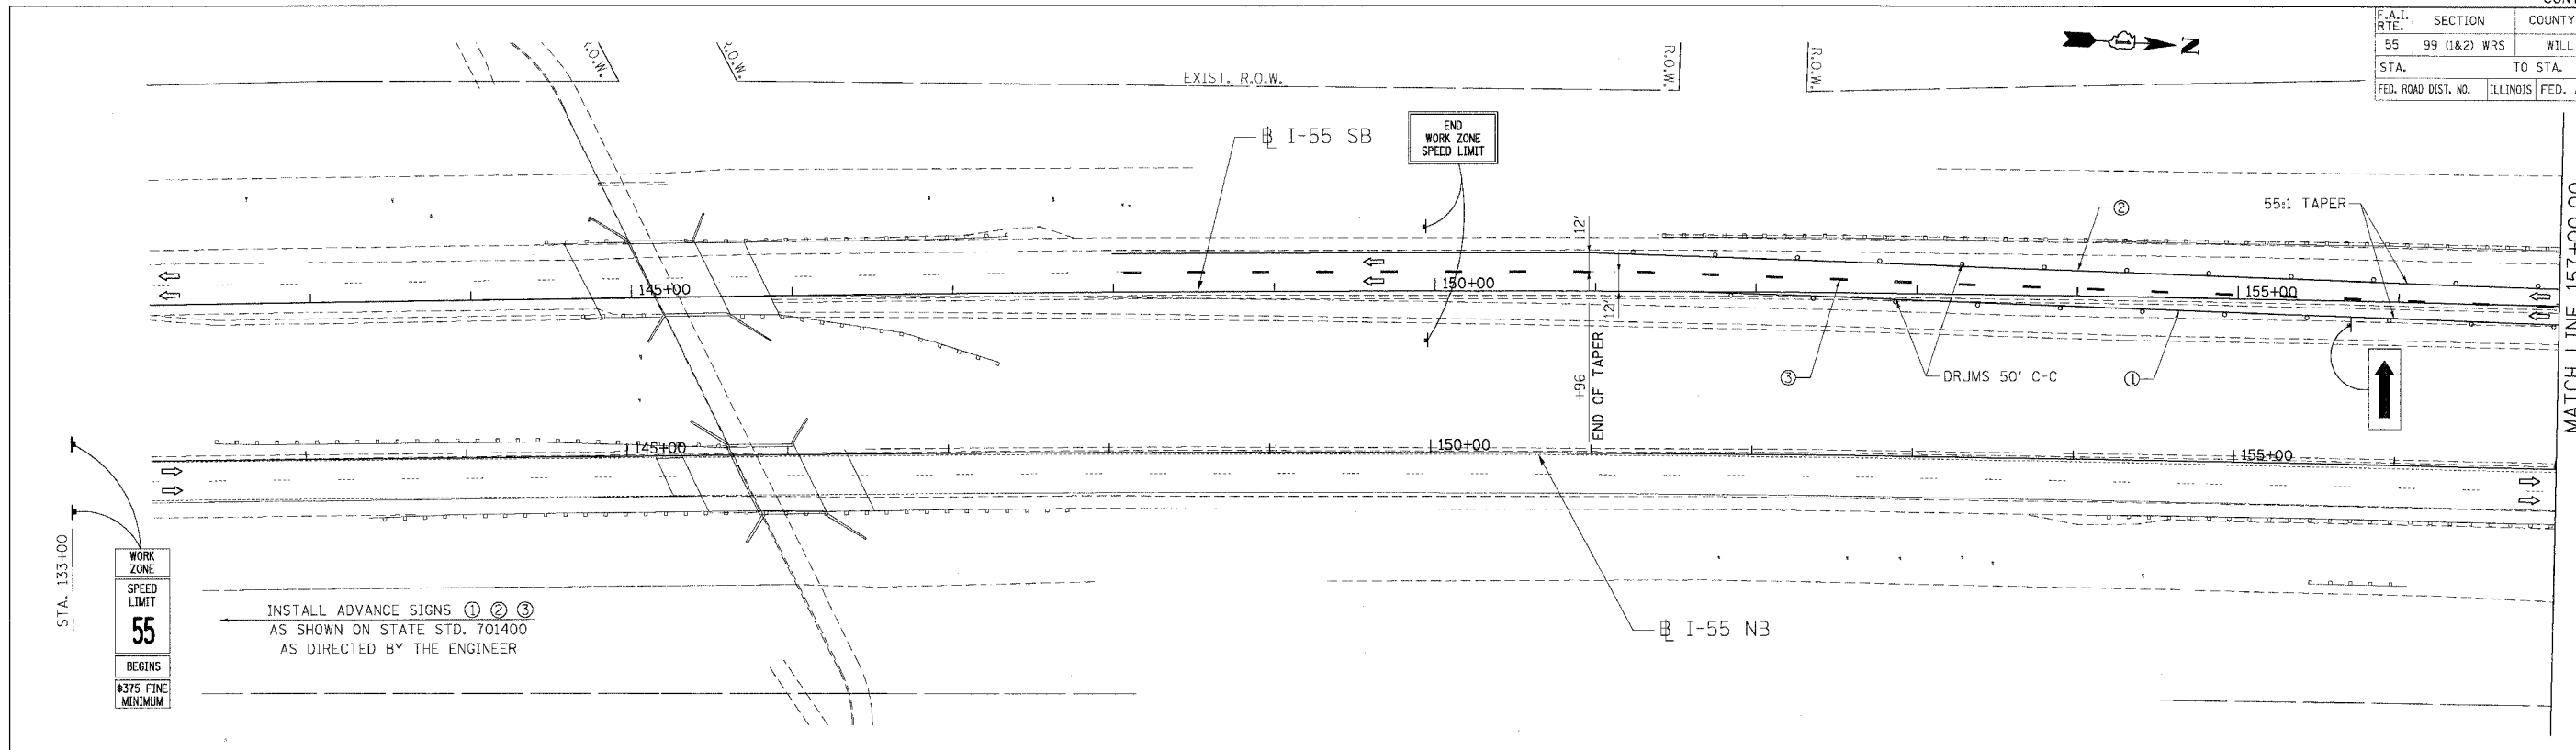 F.A.I.
RTE.
SECTION
COUNTY
55
99 (1&2) WRS
WILL
STA.
TO STA.
FED. ROAD DIST. NO.
ILLINOIS
FED.
N
R.O.W.
R.O.W.
EXIST. R.O.W.
R.O.W.
R.O.W.
I-55 SB
END
WORK ZONE
SPEED LIMIT
12'
12'
②
55:1 TAPER
MATCH LINE 157+00.00
145+00
150+00
155+00
+96
END OF TAPER
③
DRUMS 50' C-C
①
145+00
150+00
155+00
STA. 133+00
WORK
ZONE
SPEED
LIMIT
55
BEGINS
$375 FINE
MINIMUM
INSTALL ADVANCE SIGNS ① ② ③
AS SHOWN ON STATE STD. 701400
AS DIRECTED BY THE ENGINEER
I-55 NB